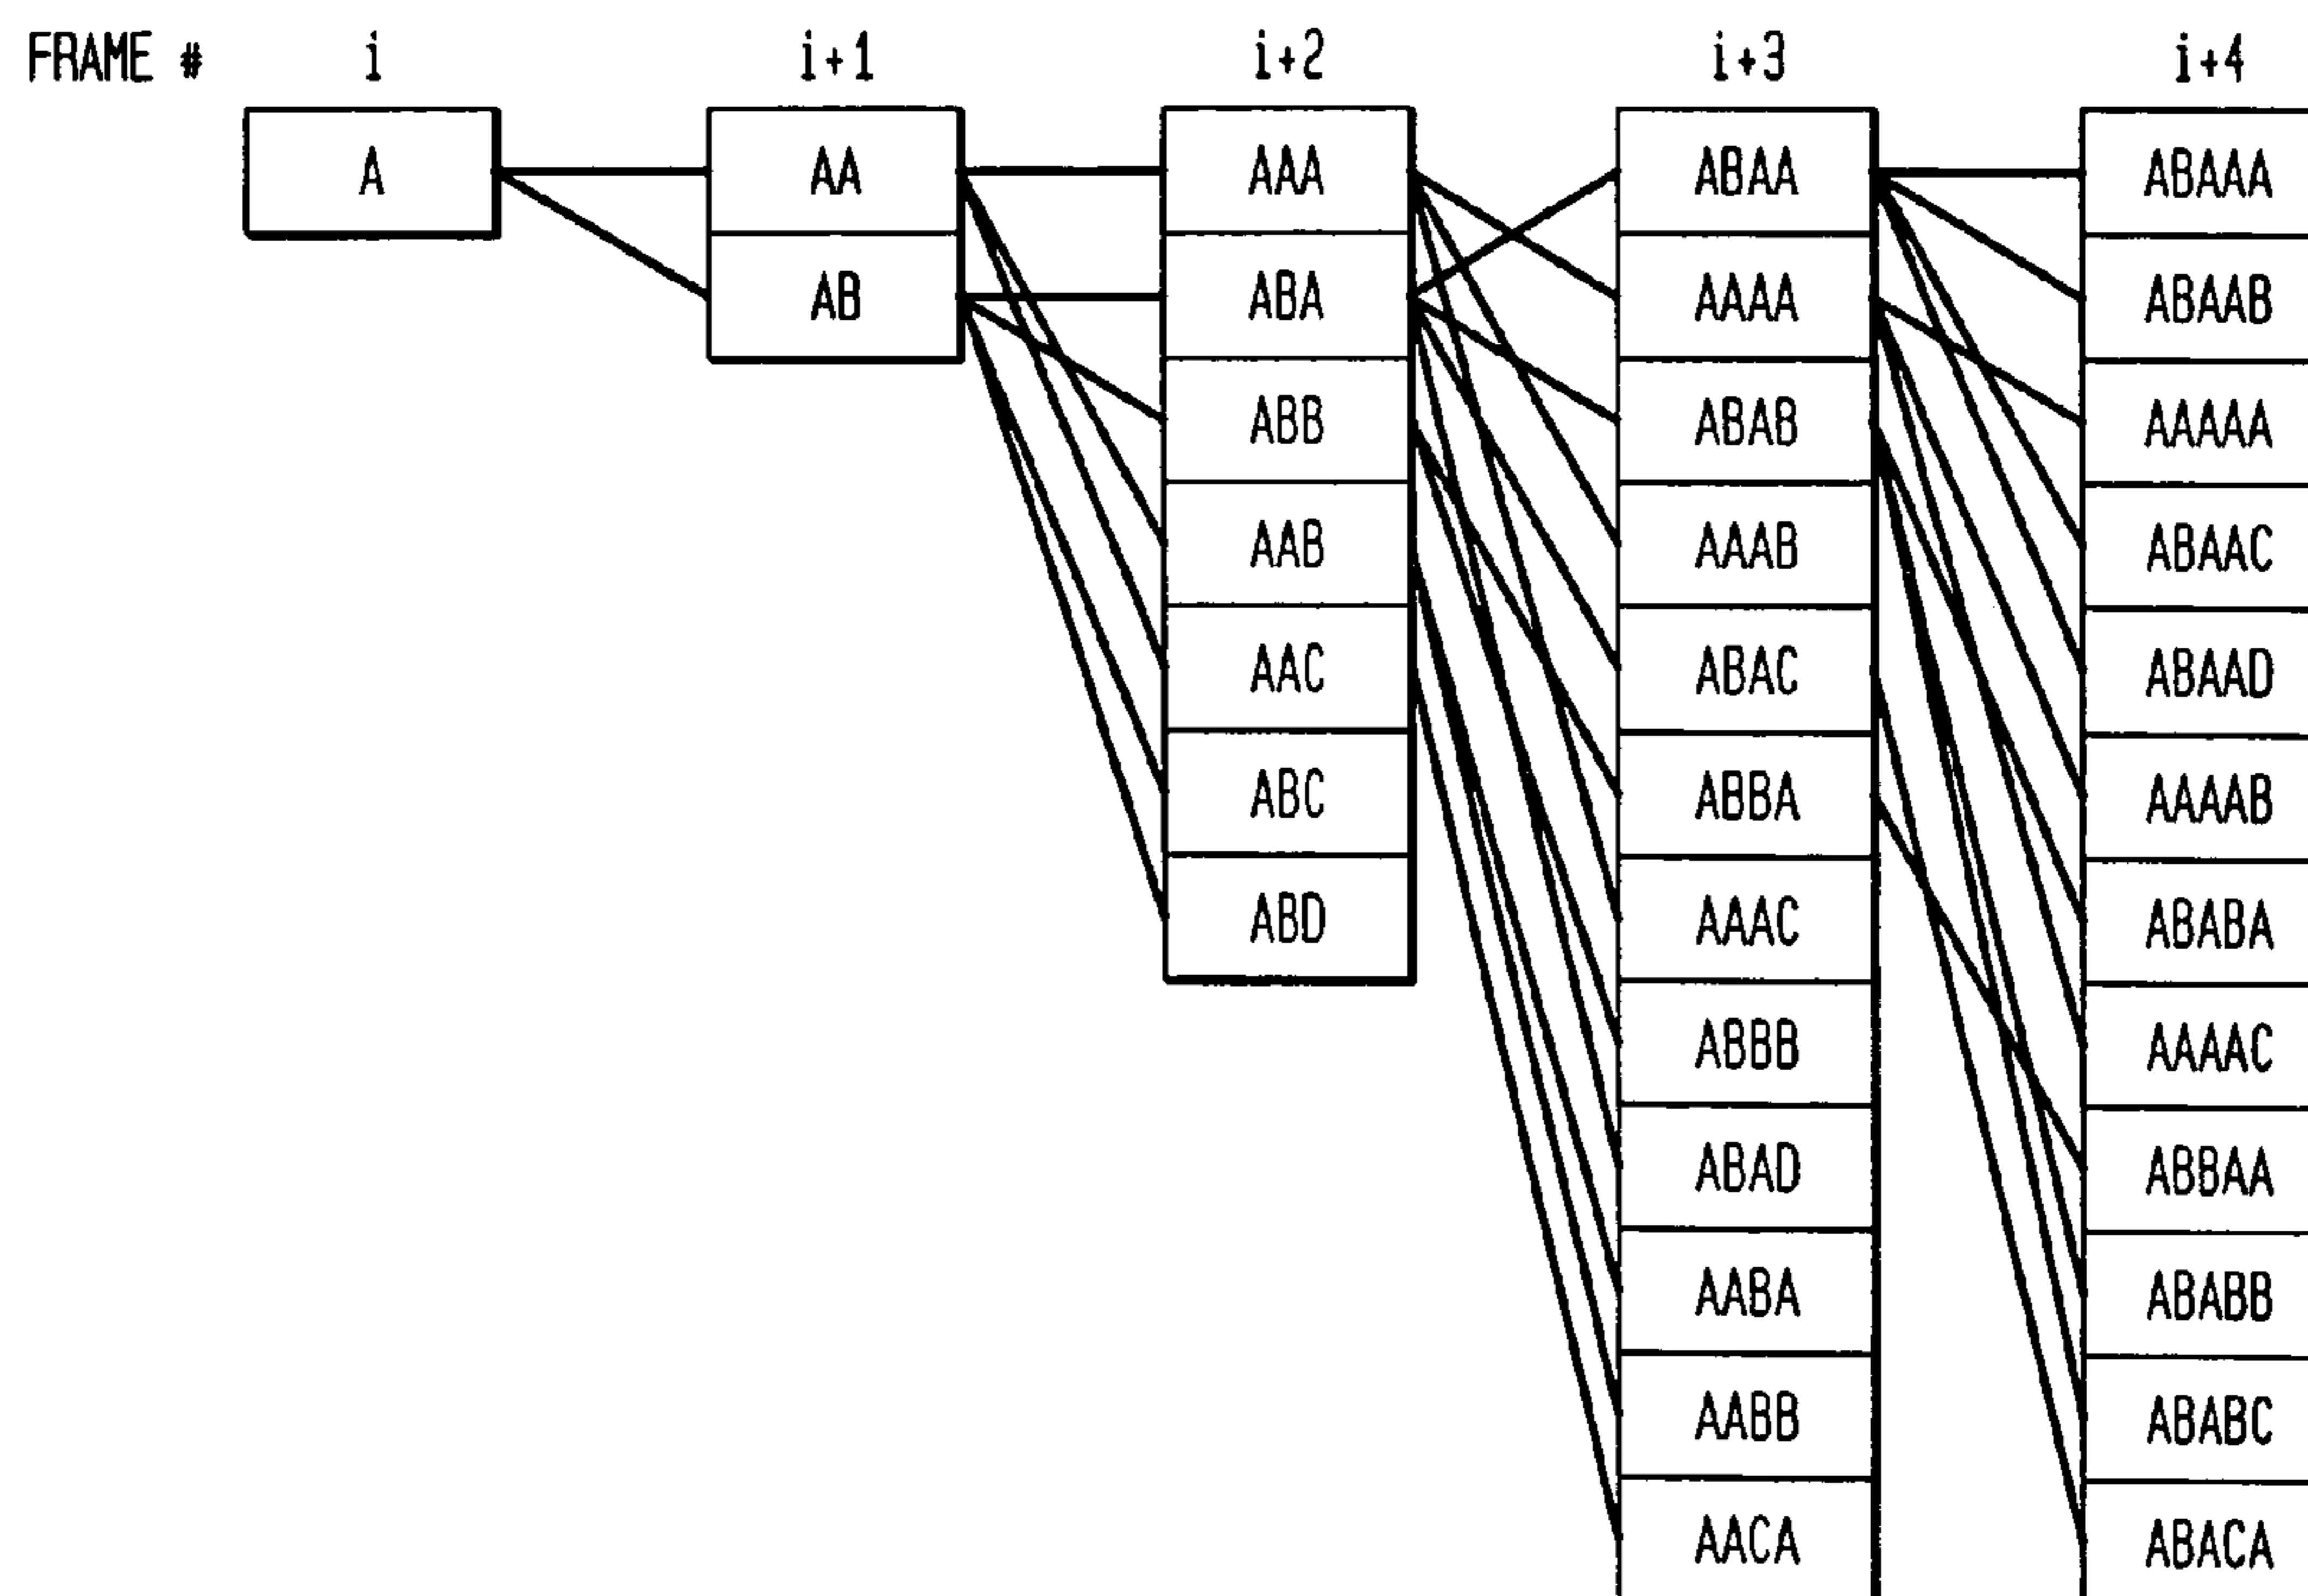 FRAME # i i+1 i+2 i+3 i+4
A AA AAA ABAA ABAAA
AB ABA AAAA ABAAB
ABB ABAB AAAAA
AAB AAAB ABAAC
AAC ABAC ABAAD
ABC ABBA AAAAB
ABD AAAC ABABA
ABBB AAAAC
ABAD ABBAA
AABA ABABB
AABB ABABC
AACA ABACA